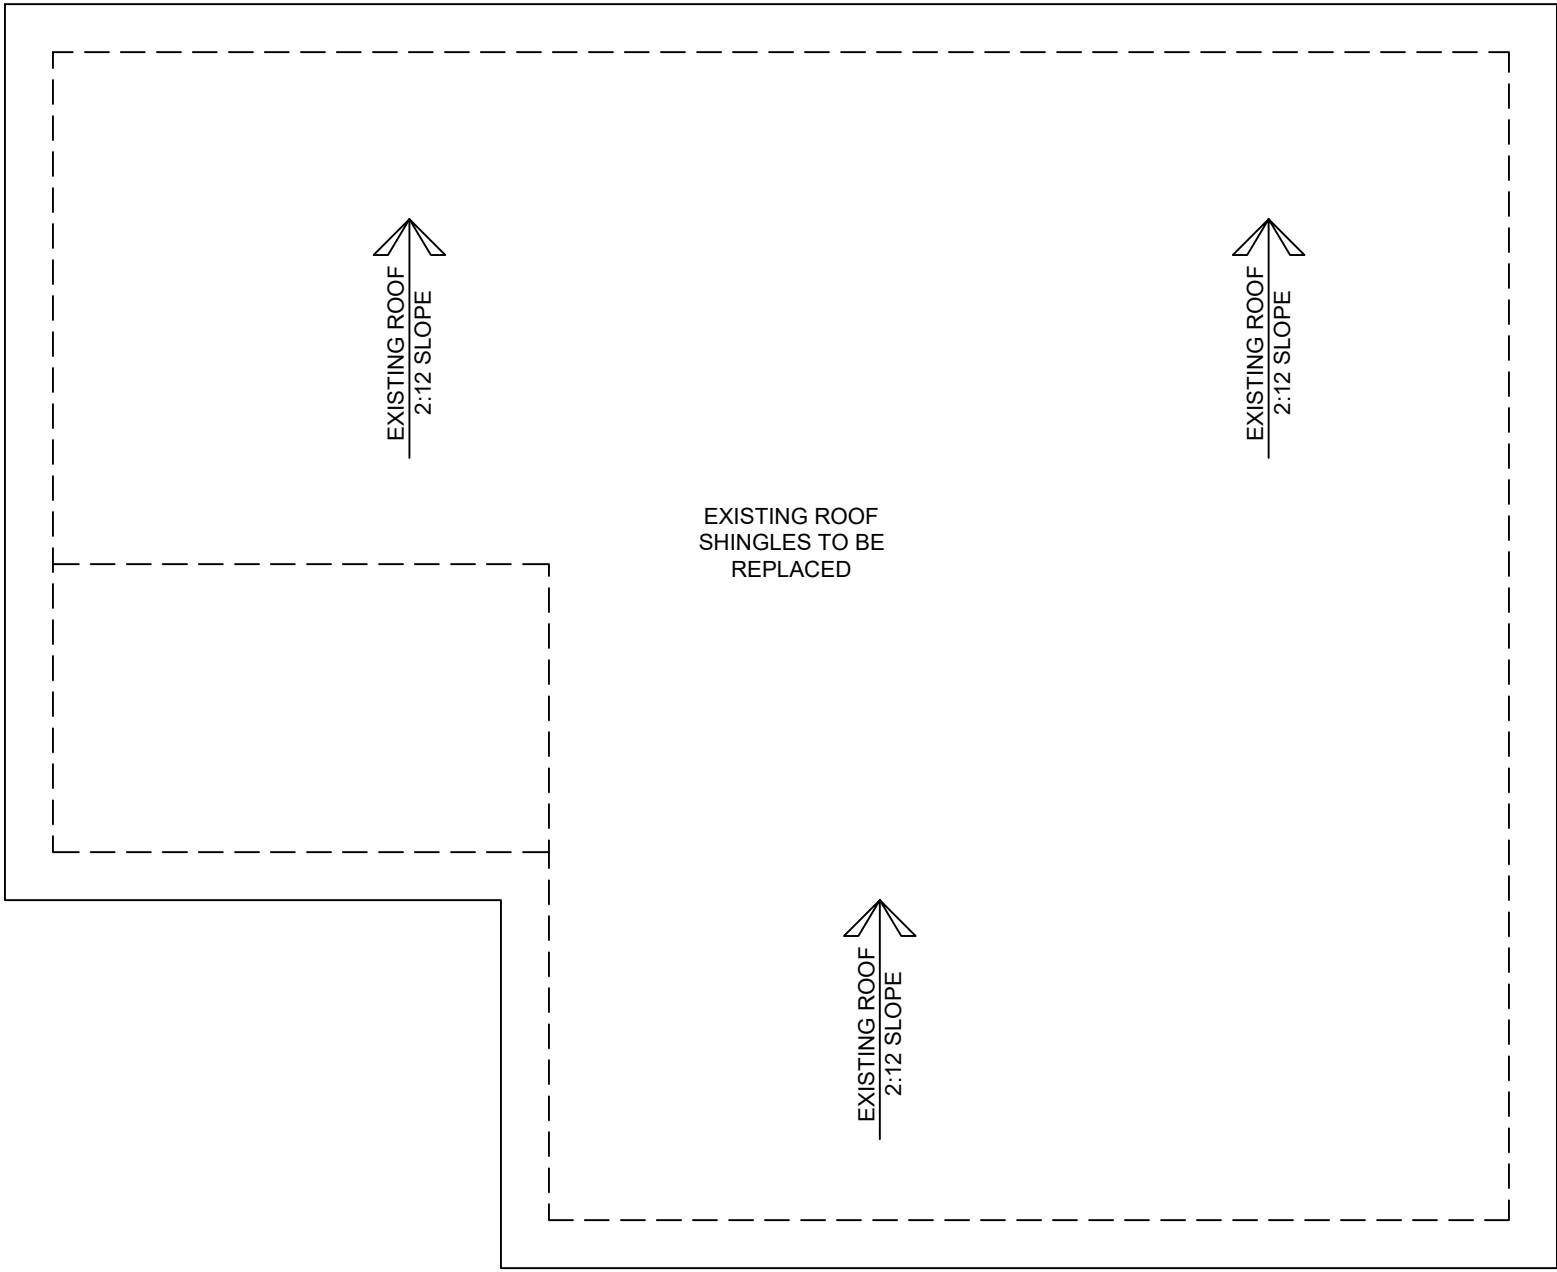 EXISTING ROOF
2:12 SLOPE
EXISTING ROOF
2:12 SLOPE
EXISTING ROOF
SHINGLES TO BE
REPLACED
EXISTING ROOF
2:12 SLOPE